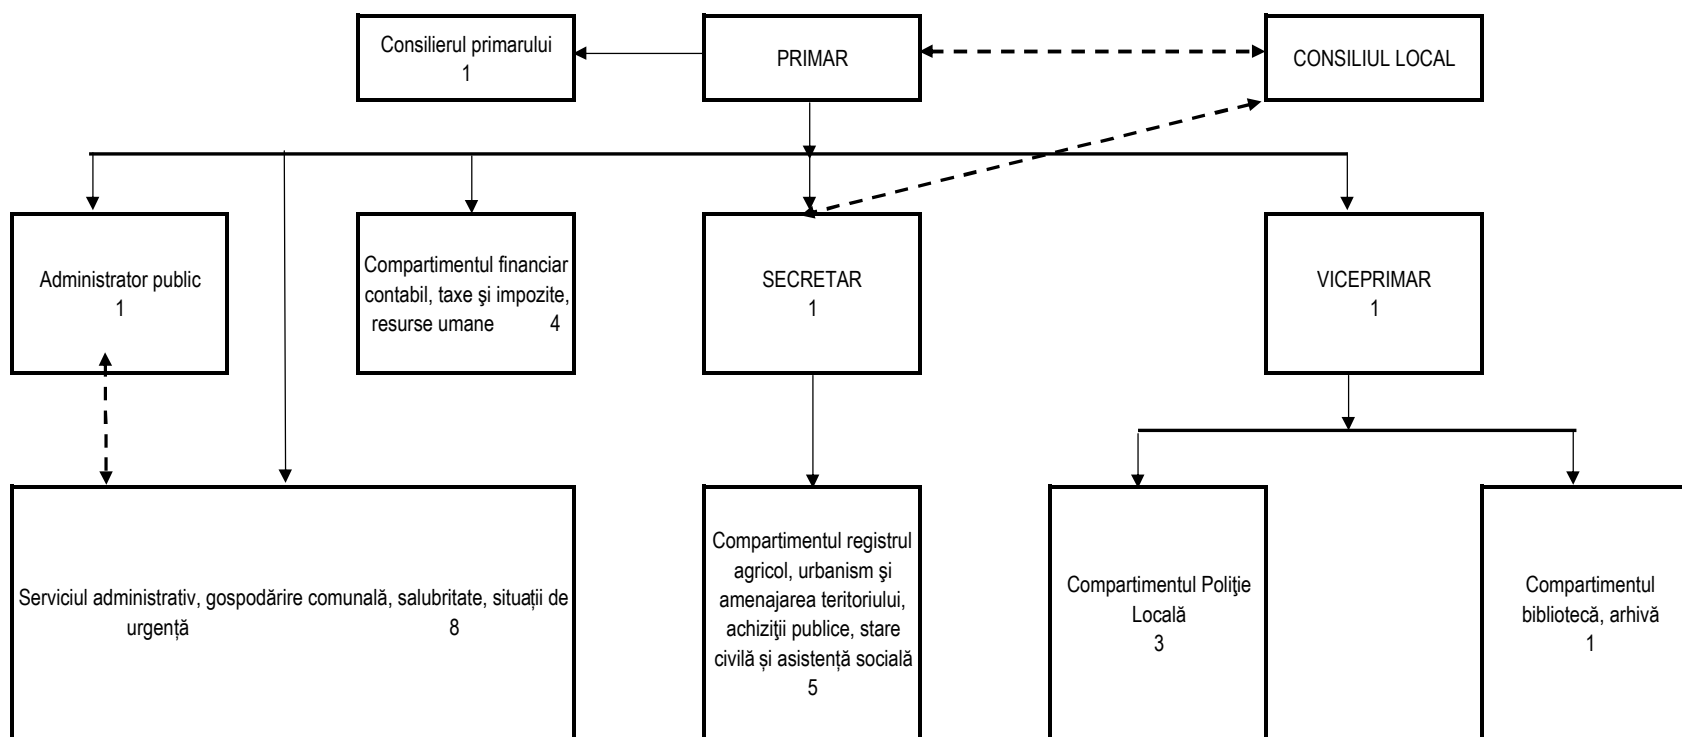 Consilierul primarului
1
PRIMAR
CONSILIUL LOCAL
Administrator public
1
Compartimentul financiar
contabil, taxe şi impozite,
resurse umane 4
SECRETAR
1
VICEPRIMAR
1
Serviciul administrativ, gospodărire comunală, salubritate, situații de
urgență 8
Compartimentul registrul
agricol, urbanism şi
amenajarea teritoriului,
achiziţii publice, stare
civilă și asistență socială
5
Compartimentul Poliţie
Locală
3
Compartimentul
bibliotecă, arhivă
1